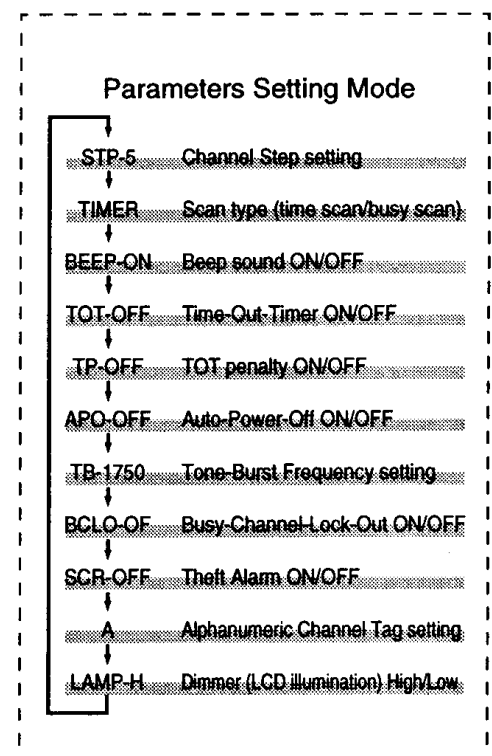 Parameters Setting Mode
STP-5 Channel Step setting
TIMER Scan type (time scan/busy scan)
BEEP-ON Beep sound ON/OFF
TOT-OFF Time-Out-Timer ON/OFF
TP-OFF TOT penalty ON/OFF
APO-OFF Auto-Power-Off ON/OFF
TB-1750 Tone-Burst Frequency setting
BCLO-OF Busy-Channel-Lock-Out ON/OFF
SCR-OFF Theft Alarm ON/OFF
A Alphanumeric Channel Tag setting
LAMP-H Dimmer (LCD illumination) High/Low